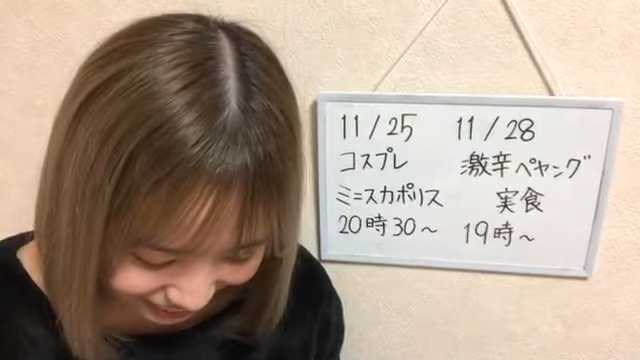 11/25
コスプレ
ミニスカポリス
20時30〜
11/28
激辛ペヤング
実食
19時〜